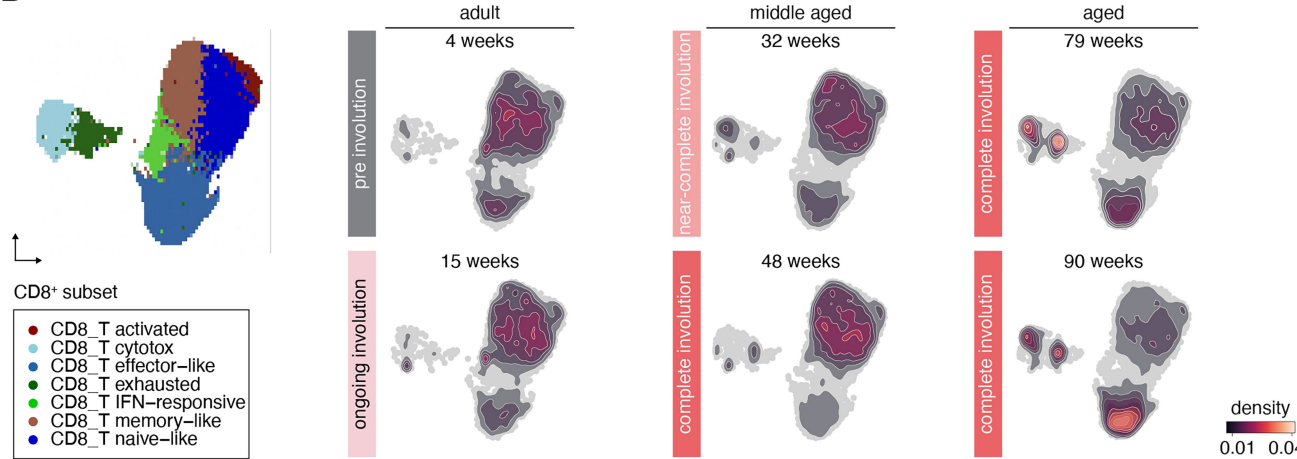 adult
middle aged
aged
4 weeks
32 weeks
79 weeks
pre involution
near-complete involution
complete involution
15 weeks
48 weeks
90 weeks
ongoing involution
complete involution
complete involution
CD8⁺ subset
CD8_T activated
CD8_T cytotox
CD8_T effector-like
CD8_T exhausted
CD8_T IFN-responsive
CD8_T memory-like
CD8_T naive-like
density
0.01